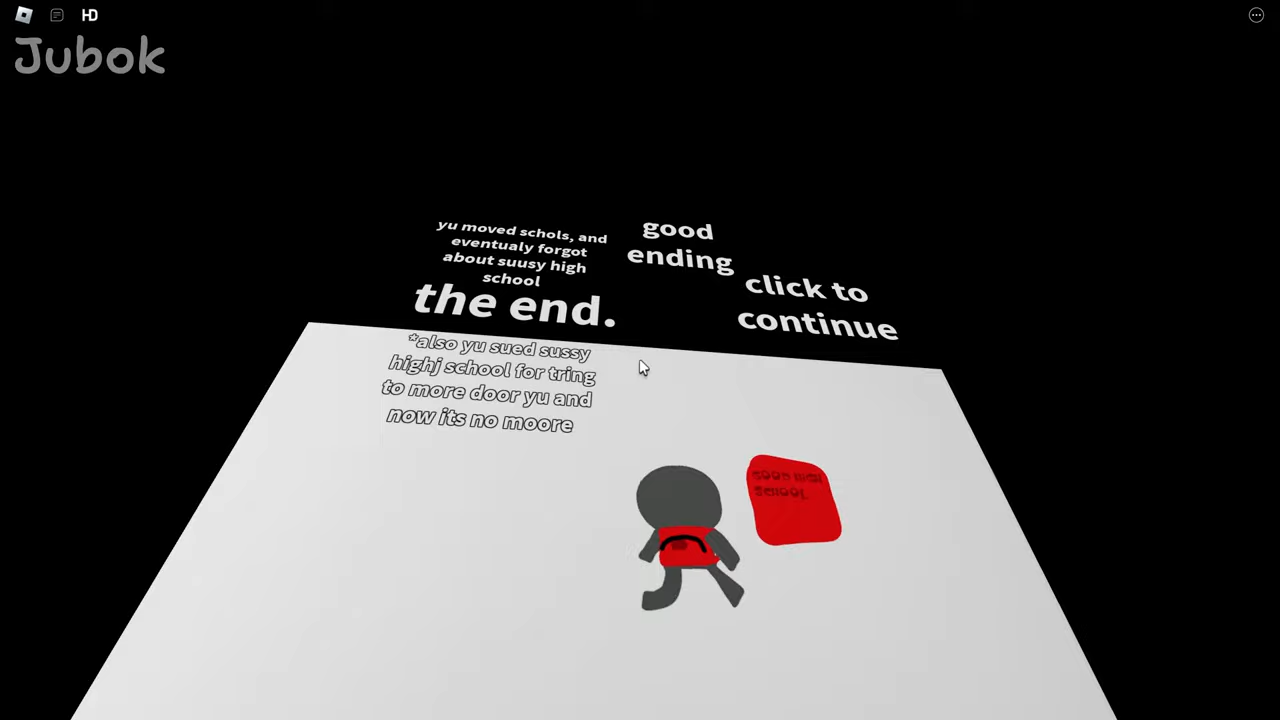 HD
Jubok
yu moved schols, and
eventualy forgot
about suusy high
school
the end.
*also yu sued sussy
highj school for tring
to more door yu and
now its no moore
good
ending
click to
continue
school